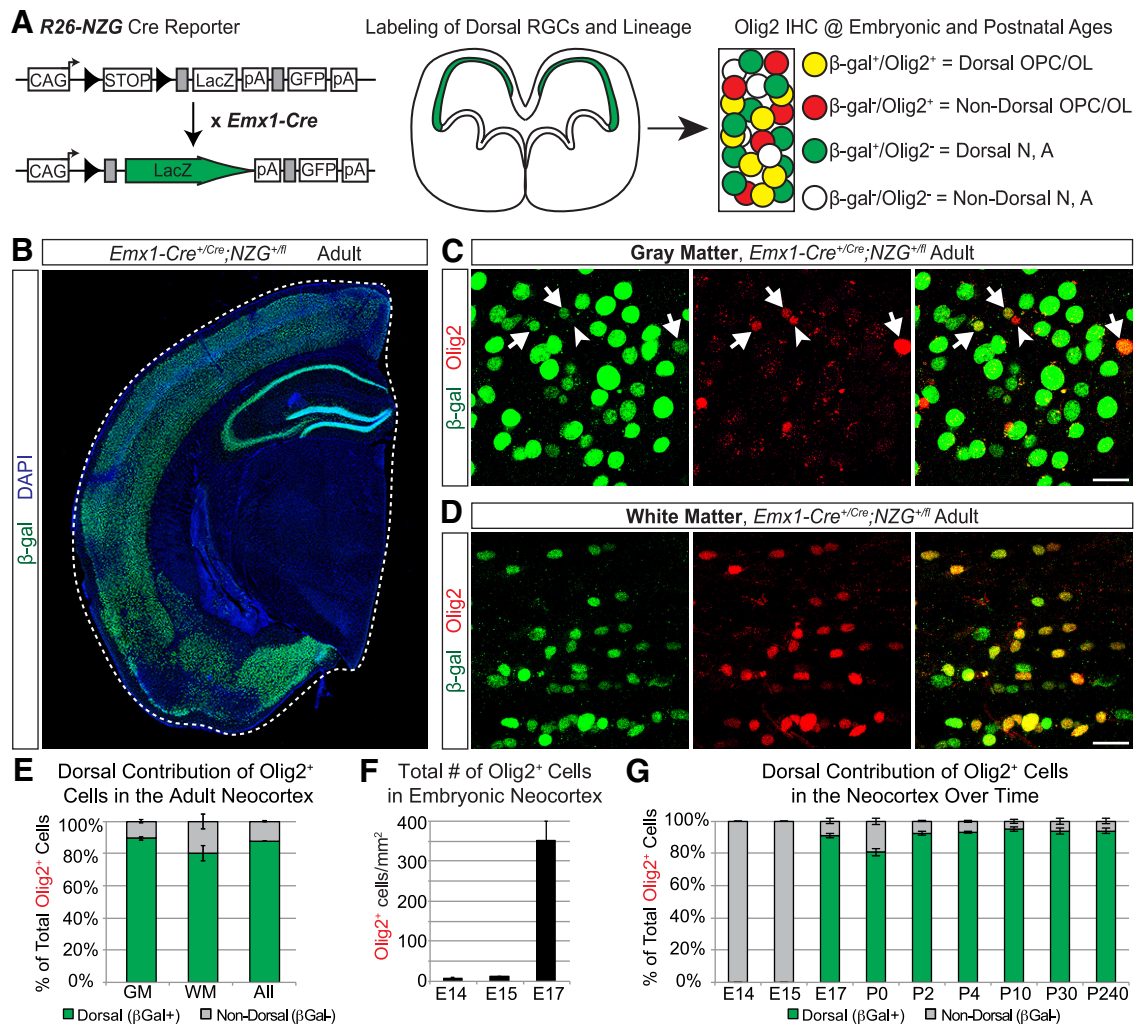 A
R26-NZG Cre Reporter
CAG STOP LacZ pA GFP pA
x Emx1-Cre
CAG LacZ pA GFP pA
Labeling of Dorsal RGCs and Lineage
Olig2 IHC @ Embryonic and Postnatal Ages
β-gal⁺/Olig2⁺ = Dorsal OPC/OL
β-gal⁻/Olig2⁺ = Non-Dorsal OPC/OL
β-gal⁺/Olig2⁻ = Dorsal N, A
β-gal⁻/Olig2⁻ = Non-Dorsal N, A
B
Emx1-Cre⁺/ᶜʳᵉ;NZG⁺/ᶠˡ Adult
β-gal DAPI
C
Gray Matter, Emx1-Cre⁺/ᶜʳᵉ;NZG⁺/ᶠˡ Adult
β-gal Olig2
D
White Matter, Emx1-Cre⁺/ᶜʳᵉ;NZG⁺/ᶠˡ Adult
β-gal Olig2
E
Dorsal Contribution of Olig2⁺
Cells in the Adult Neocortex
% of Total Olig2⁺ Cells
100%
80%
60%
40%
20%
0%
GM WM All
Dorsal (βGal+) Non-Dorsal (βGal-)
F
Total # of Olig2⁺ Cells
in Embryonic Neocortex
Olig2⁺ cells/mm²
400
300
200
100
0
E14 E15 E17
G
Dorsal Contribution of Olig2⁺ Cells
in the Neocortex Over Time
% of Total Olig2⁺ Cells
100%
80%
60%
40%
20%
0%
E14 E15 E17 P0 P2 P4 P10 P30 P240
Dorsal (βGal+) Non-Dorsal (βGal-)